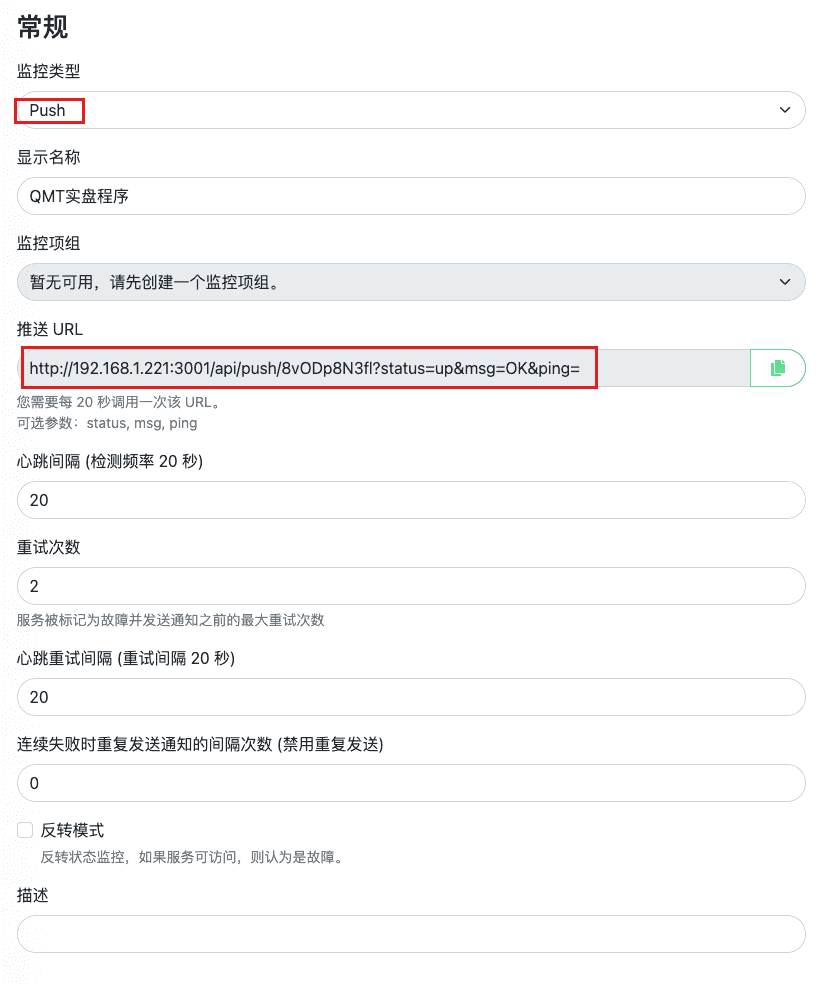 常规
监控类型
Push
显示名称
QMT实盘程序
监控项组
暂无可用，请先创建一个监控项组。
推送 URL
http://192.168.1.221:3001/api/push/8vODp8N3fl?status=up&msg=OK&ping=
您需要每 20 秒调用一次该 URL。
可选参数：status, msg, ping
心跳间隔 (检测频率 20 秒)
20
重试次数
2
服务被标记为故障并发送通知之前的最大重试次数
心跳重试间隔 (重试间隔 20 秒)
20
连续失败时重复发送通知的间隔次数 (禁用重复发送)
0
反转模式
反转状态监控，如果服务可访问，则认为是故障。
描述